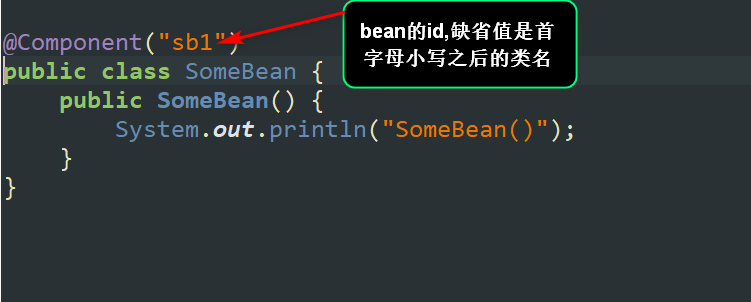 @Component("sb1")
bean的id,缺省值是首
字母小写之后的类名
public class SomeBean {
    public SomeBean() {
        System.out.println("SomeBean()");
    }
}